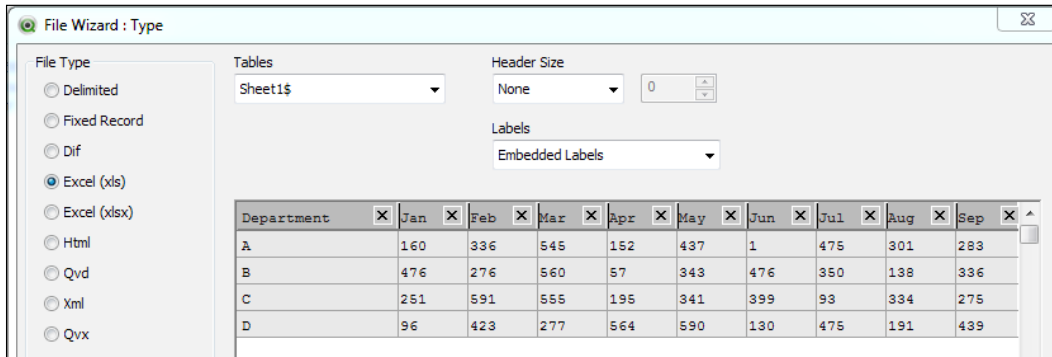 File Wizard : Type
File Type
Delimited
Fixed Record
Dif
Excel (xls)
Excel (xlsx)
Html
Qvd
Xml
Qvx
Tables
Sheet1$
Header Size
None
0
Labels
Embedded Labels
Department Jan Feb Mar Apr May Jun Jul Aug Sep
A 160 336 545 152 437 1 475 301 283
B 476 276 560 57 343 476 350 138 336
C 251 591 555 195 341 399 93 334 275
D 96 423 277 564 590 130 475 191 439